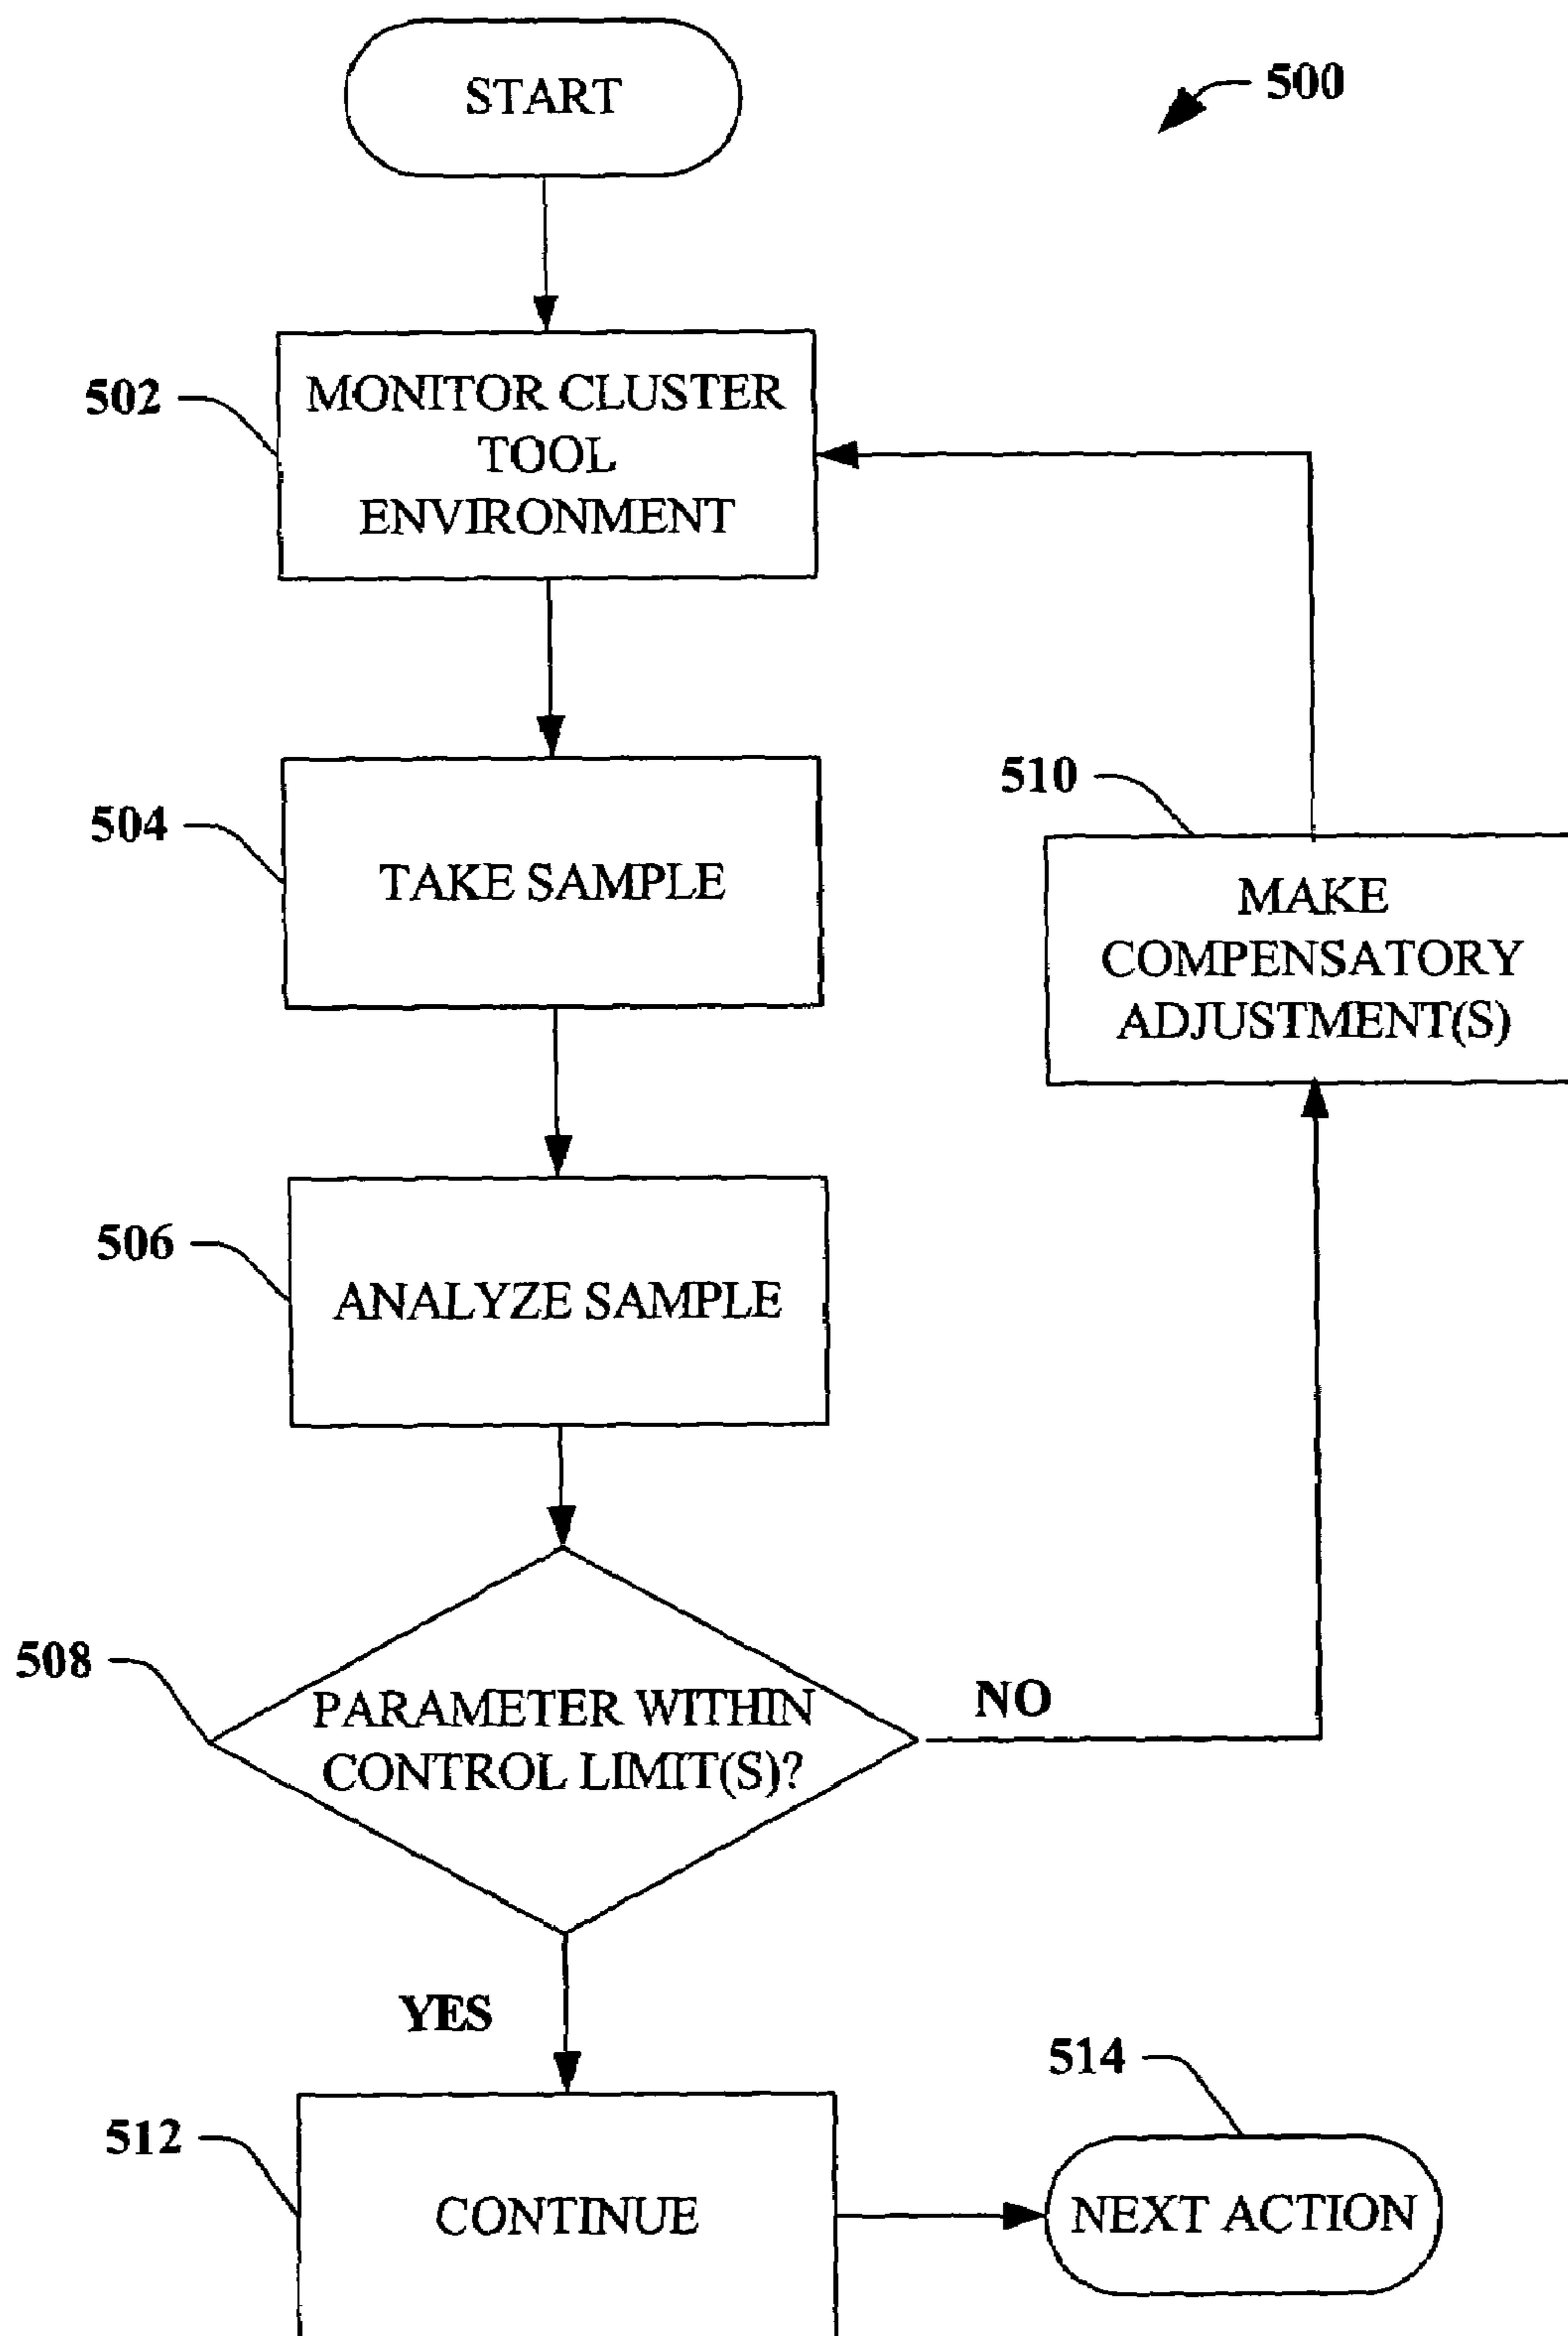 START
500
502
MONITOR CLUSTER
TOOL
ENVIRONMENT
504
TAKE SAMPLE
510
MAKE
COMPENSATORY
ADJUSTMENT(S)
506
ANALYZE SAMPLE
508
PARAMETER WITHIN
CONTROL LIMIT(S)?
NO
YES
512
CONTINUE
514
NEXT ACTION